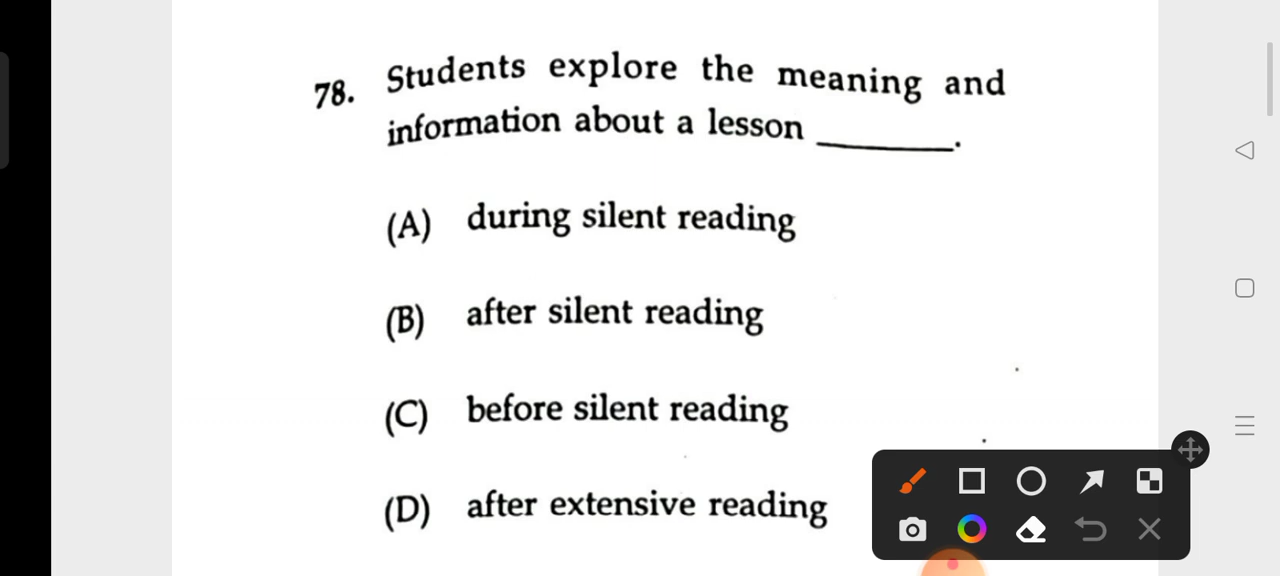 78. Students explore the meaning and
information about a lesson ________.
(A) during silent reading
(B) after silent reading
(C) before silent reading
(D) after extensive reading